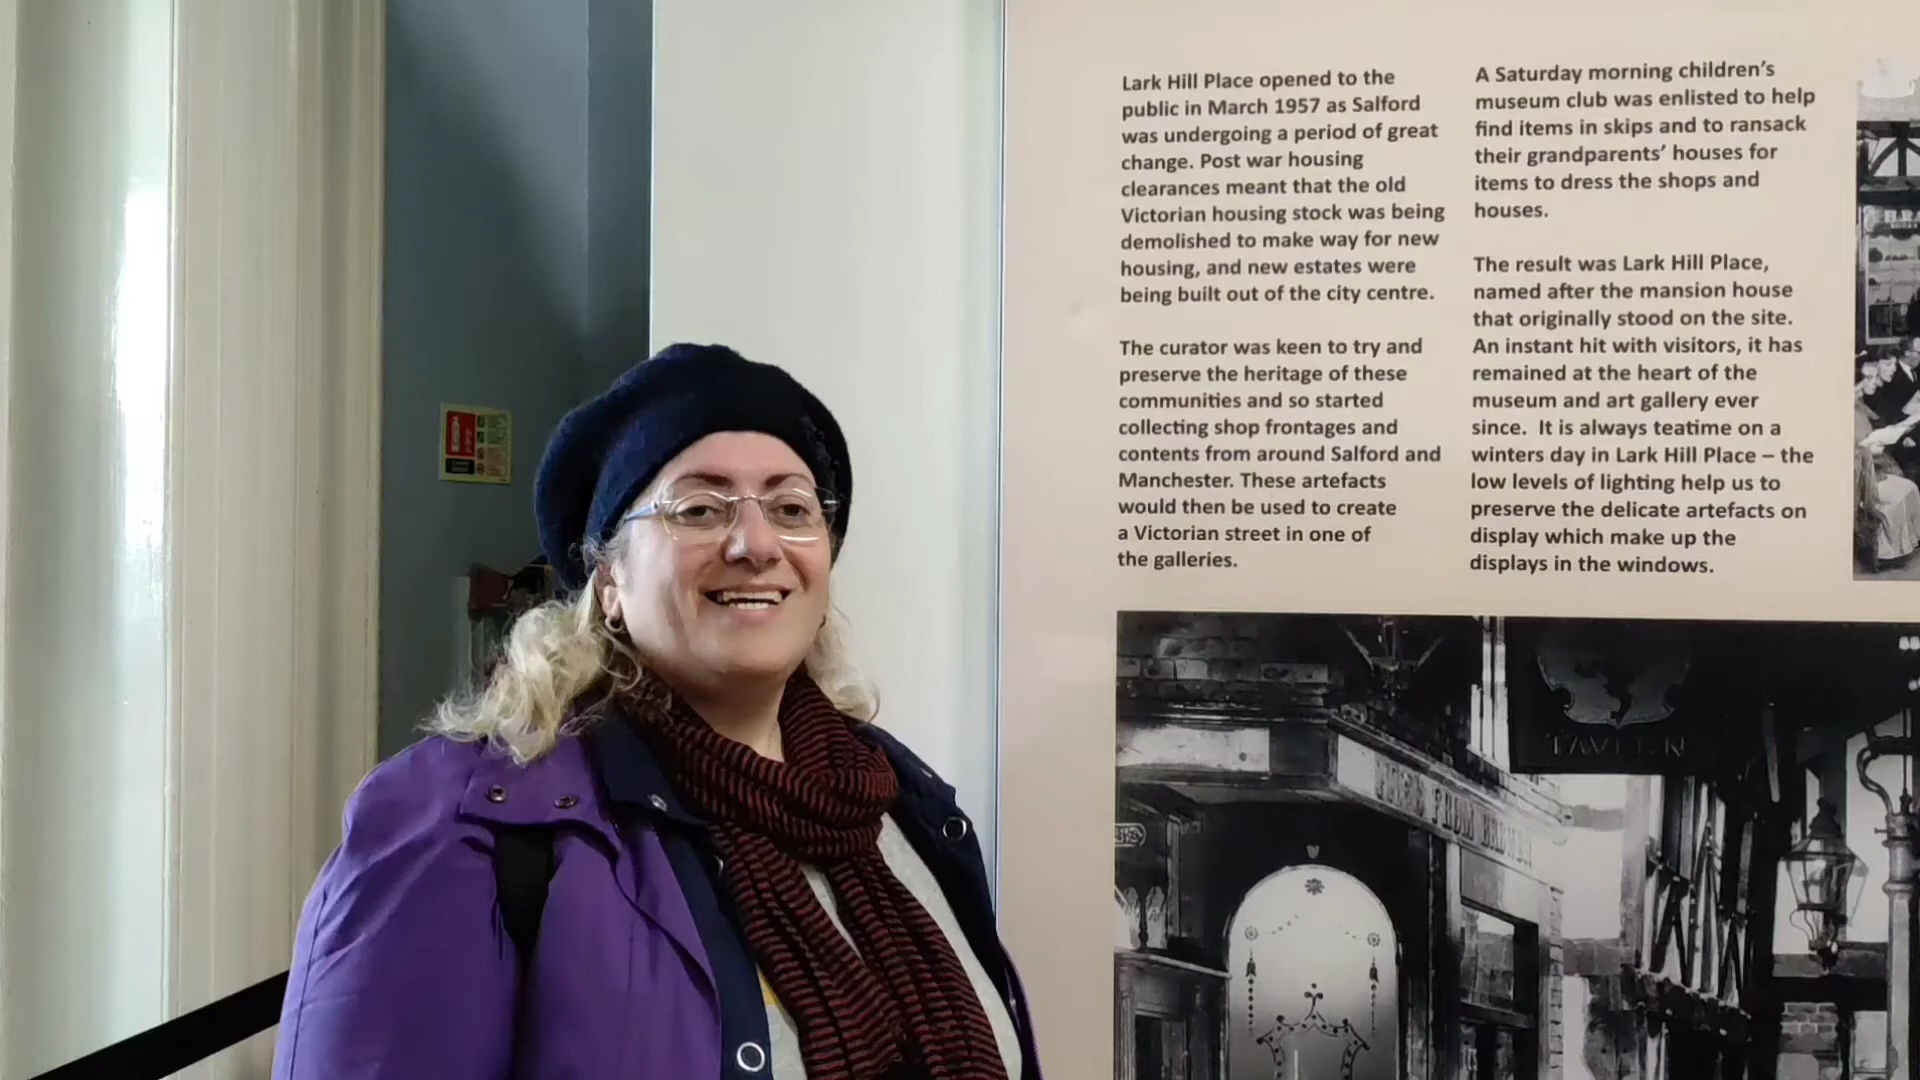 Lark Hill Place opened to the
public in March 1957 as Salford
was undergoing a period of great
change. Post war housing
clearances meant that the old
Victorian housing stock was being
demolished to make way for new
housing, and new estates were
being built out of the city centre.
The curator was keen to try and
preserve the heritage of these
communities and so started
collecting shop frontages and
contents from around Salford and
Manchester. These artefacts
would then be used to create
a Victorian street in one of
the galleries.
A Saturday morning children's
museum club was enlisted to help
find items in skips and to ransack
their grandparents' houses for
items to dress the shops and
houses.
The result was Lark Hill Place,
named after the mansion house
that originally stood on the site.
An instant hit with visitors, it has
remained at the heart of the
museum and art gallery ever
since. It is always teatime on a
winters day in Lark Hill Place – the
low levels of lighting help us to
preserve the delicate artefacts on
display which make up the
displays in the windows.
TAVERN